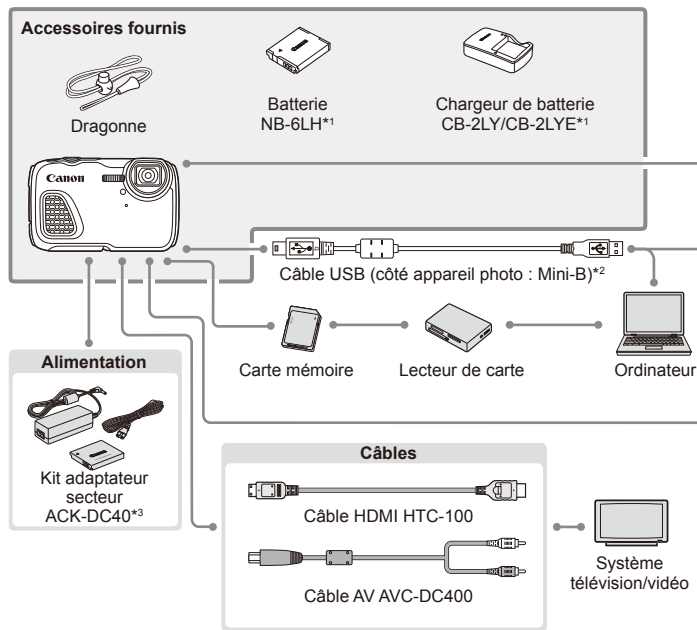 Accessoires fournis
Dragonne
Batterie
NB-6LH*1
Chargeur de batterie
CB-2LY/CB-2LYE*1
Canon
Câble USB (côté appareil photo : Mini-B)*2
Carte mémoire
Lecteur de carte
Ordinateur
Alimentation
Kit adaptateur
secteur
ACK-DC40*3
Câbles
Câble HDMI HTC-100
Câble AV AVC-DC400
Système
télévision/vidéo